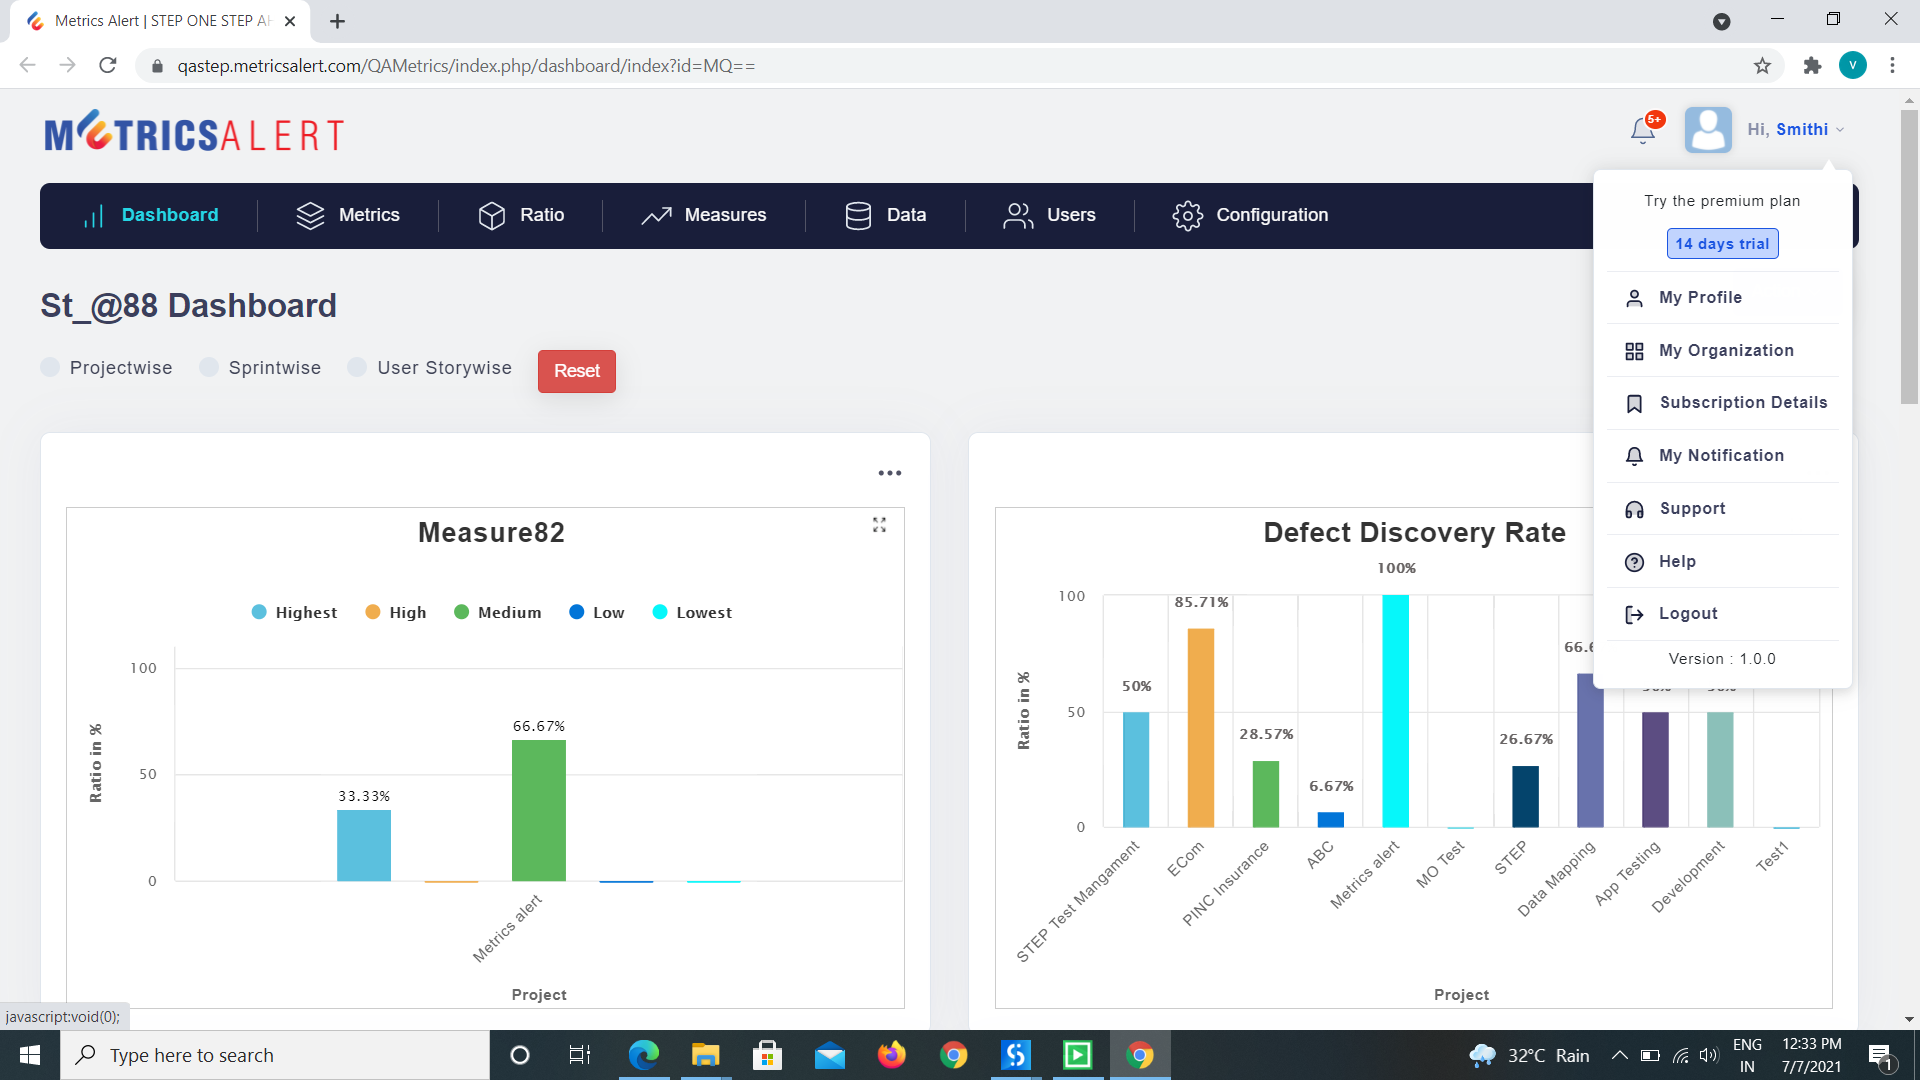 Metrics Alert | STEP ONE STEP AH
qastep.metricsalert.com/QAMetrics/index.php/dashboard/index?id=MQ==
V
METRICSALERT
5+
Hi, Smithi
Dashboard
Metrics
Ratio
Measures
Data
Users
Configuration
Try the premium plan
14 days trial
My Profile
My Organization
Subscription Details
My Notification
Support
Help
Logout
Version : 1.0.0
St_@88 Dashboard
Projectwise
Sprintwise
User Storywise
Reset
Measure82
Highest
High
Medium
Low
Lowest
Ratio in %
100
50
0
33.33%
66.67%
Metrics alert
Project
Defect Discovery Rate
Ratio in %
100
50
0
50%
85.71%
28.57%
6.67%
100%
26.67%
STEP Test Mangament
ECom
PINC Insurance
ABC
Metrics alert
MO Test
STEP
Data Mapping
App Testing
Development
Test1
Project
javascript:void(0);
Type here to search
32°C Rain
ENG
IN
12:33 PM
7/7/2021
1